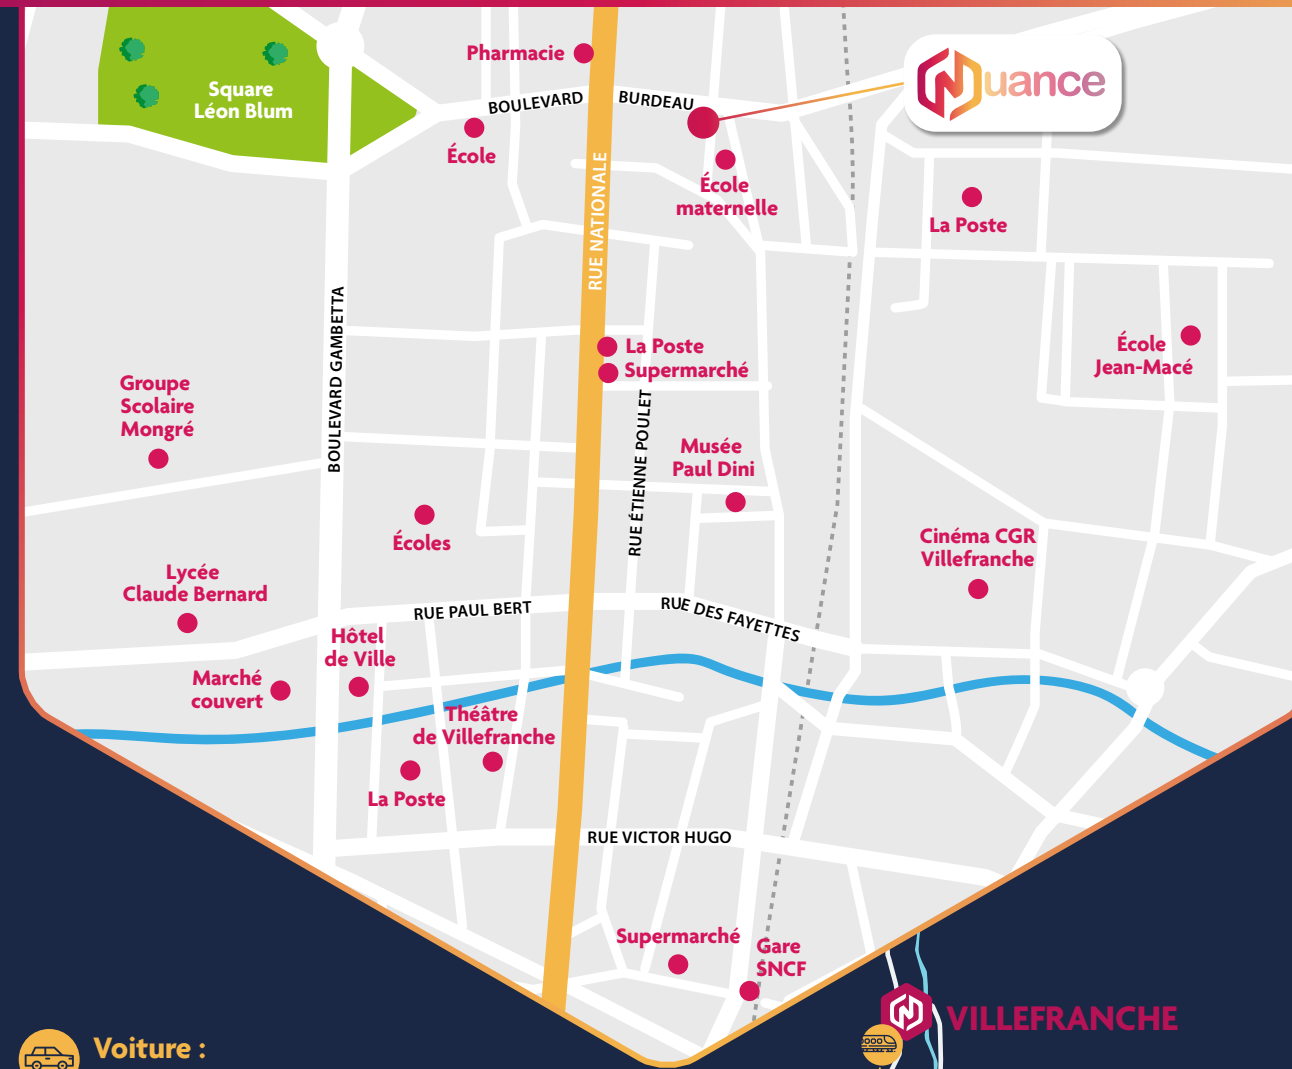 Pharmacie
Square
Léon Blum
BOULEVARD BURDEAU
Nuance
École
École
maternelle
La Poste
RUE NATIONALE
BOULEVARD GAMBETTA
La Poste
Supermarché
École
Jean-Macé
Groupe
Scolaire
Mongré
RUE ÉTIENNE POULET
Musée
Paul Dini
Écoles
Cinéma CGR
Villefranche
Lycée
Claude Bernard
RUE PAUL BERT
RUE DES FAYETTES
Hôtel
de Ville
Marché
couvert
Théâtre
de Villefranche
La Poste
RUE VICTOR HUGO
Supermarché
Gare
SNCF
VILLEFRANCHE
Voiture :